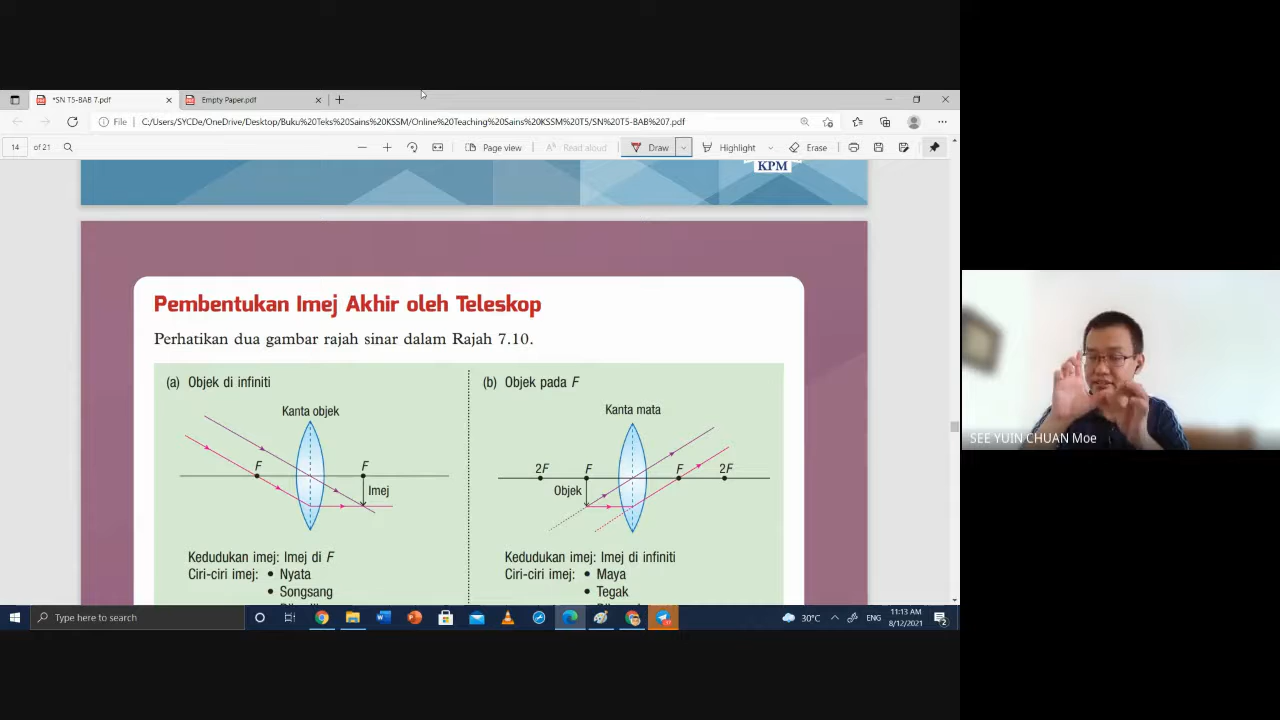 *SN T5-BAB 7.pdf
Empty Paper.pdf
File
C:/Users/SYCDe/OneDrive/Desktop/Buku%20Teks%20Sains%20KSSM/Online%20Teaching%20Sains%20KSSM%20T5/SN%20T5-BAB%207.pdf
14 of 21
Page view
Read aloud
Draw
Highlight
Erase
KPM
Pembentukan Imej Akhir oleh Teleskop
Perhatikan dua gambar rajah sinar dalam Rajah 7.10.
(a) Objek di infiniti
Kanta objek
F
F
Imej
Kedudukan imej: Imej di F
Ciri-ciri imej: • Nyata
• Songsang
(b) Objek pada F
Kanta mata
2F
F
F
2F
Objek
Kedudukan imej: Imej di infiniti
Ciri-ciri imej: • Maya
• Tegak
SEE YUIN CHUAN Moe
Type here to search
30°C
ENG
11:13 AM
8/12/2021